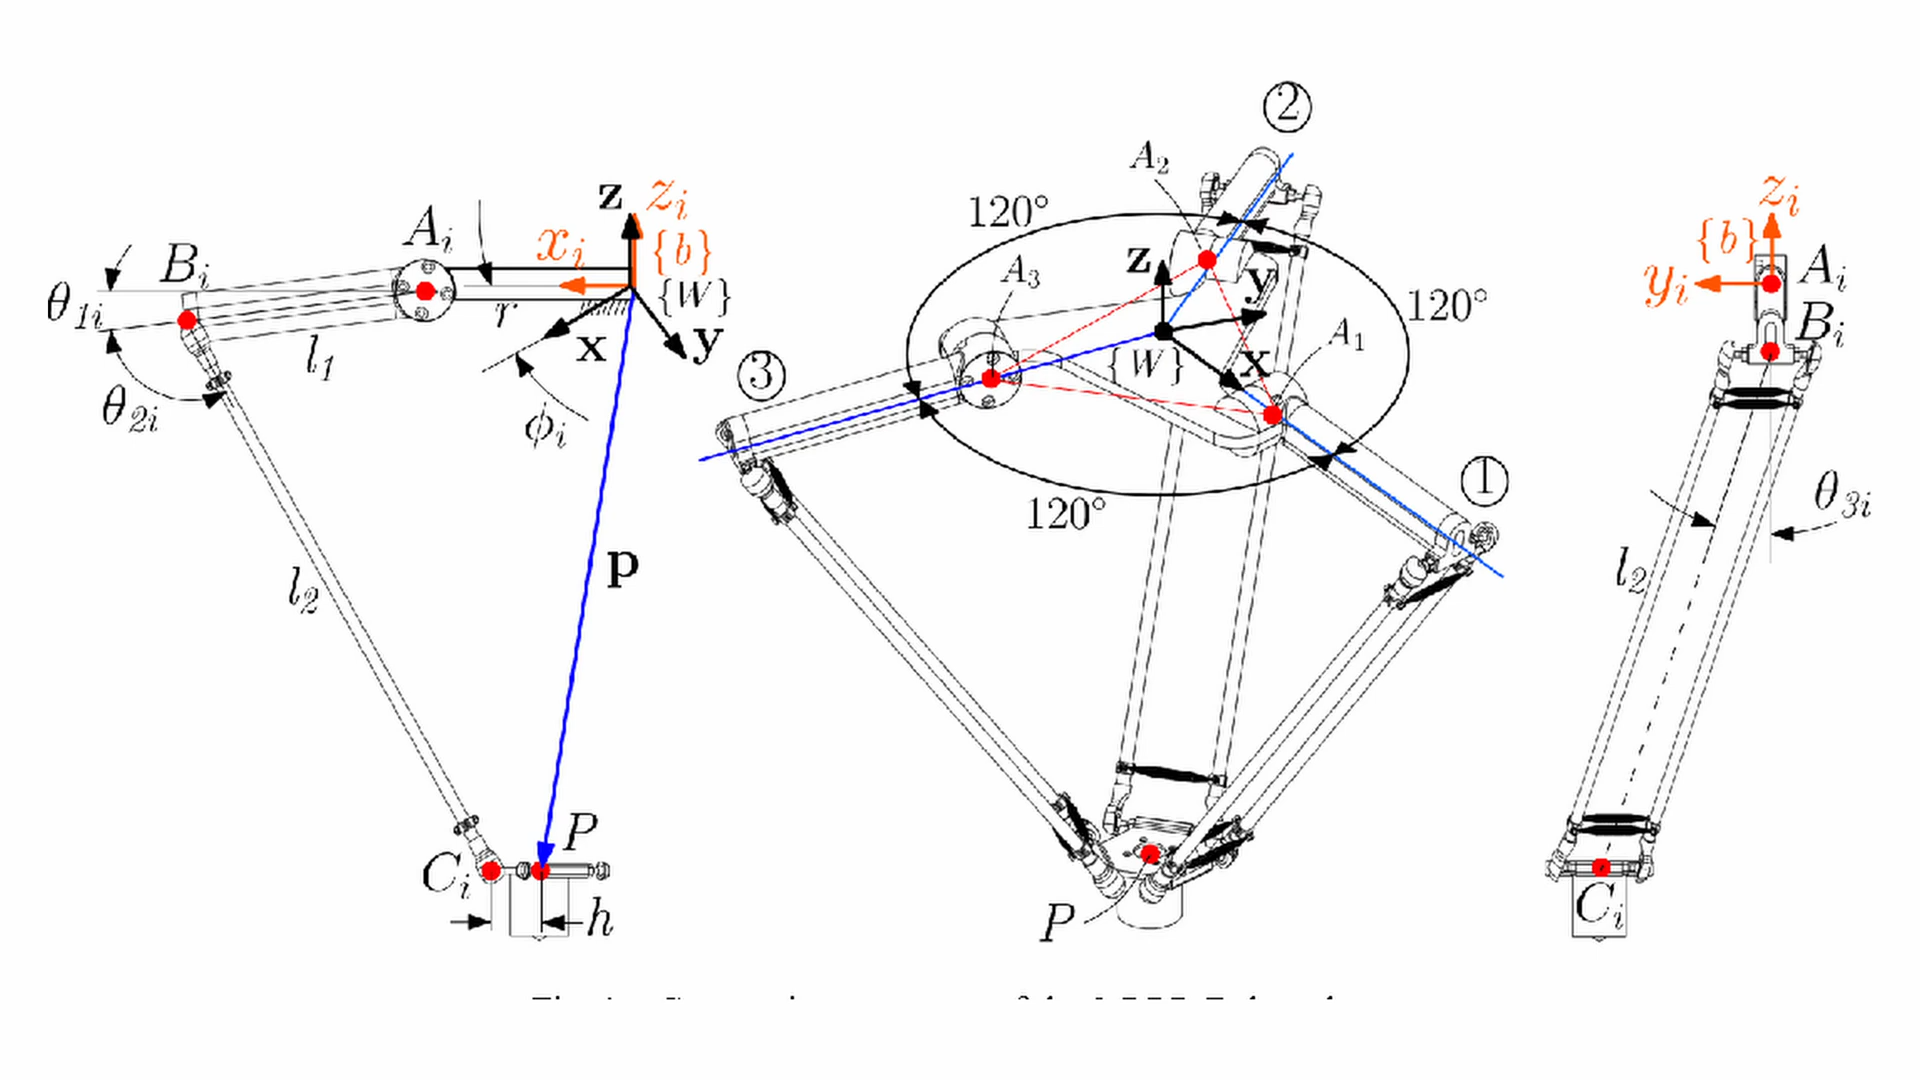 z
z_i
x_i
{b}
{W}
A_i
B_i
θ_1i
r
l_1
x
y
θ_2i
ϕ_i
l_2
p
P
C_i
h
2
A_2
120°
120°
z
y
A_3
{W}
x
A_1
3
1
120°
P
z_i
{b}
y_i
A_i
B_i
θ_3i
l_2
C_i